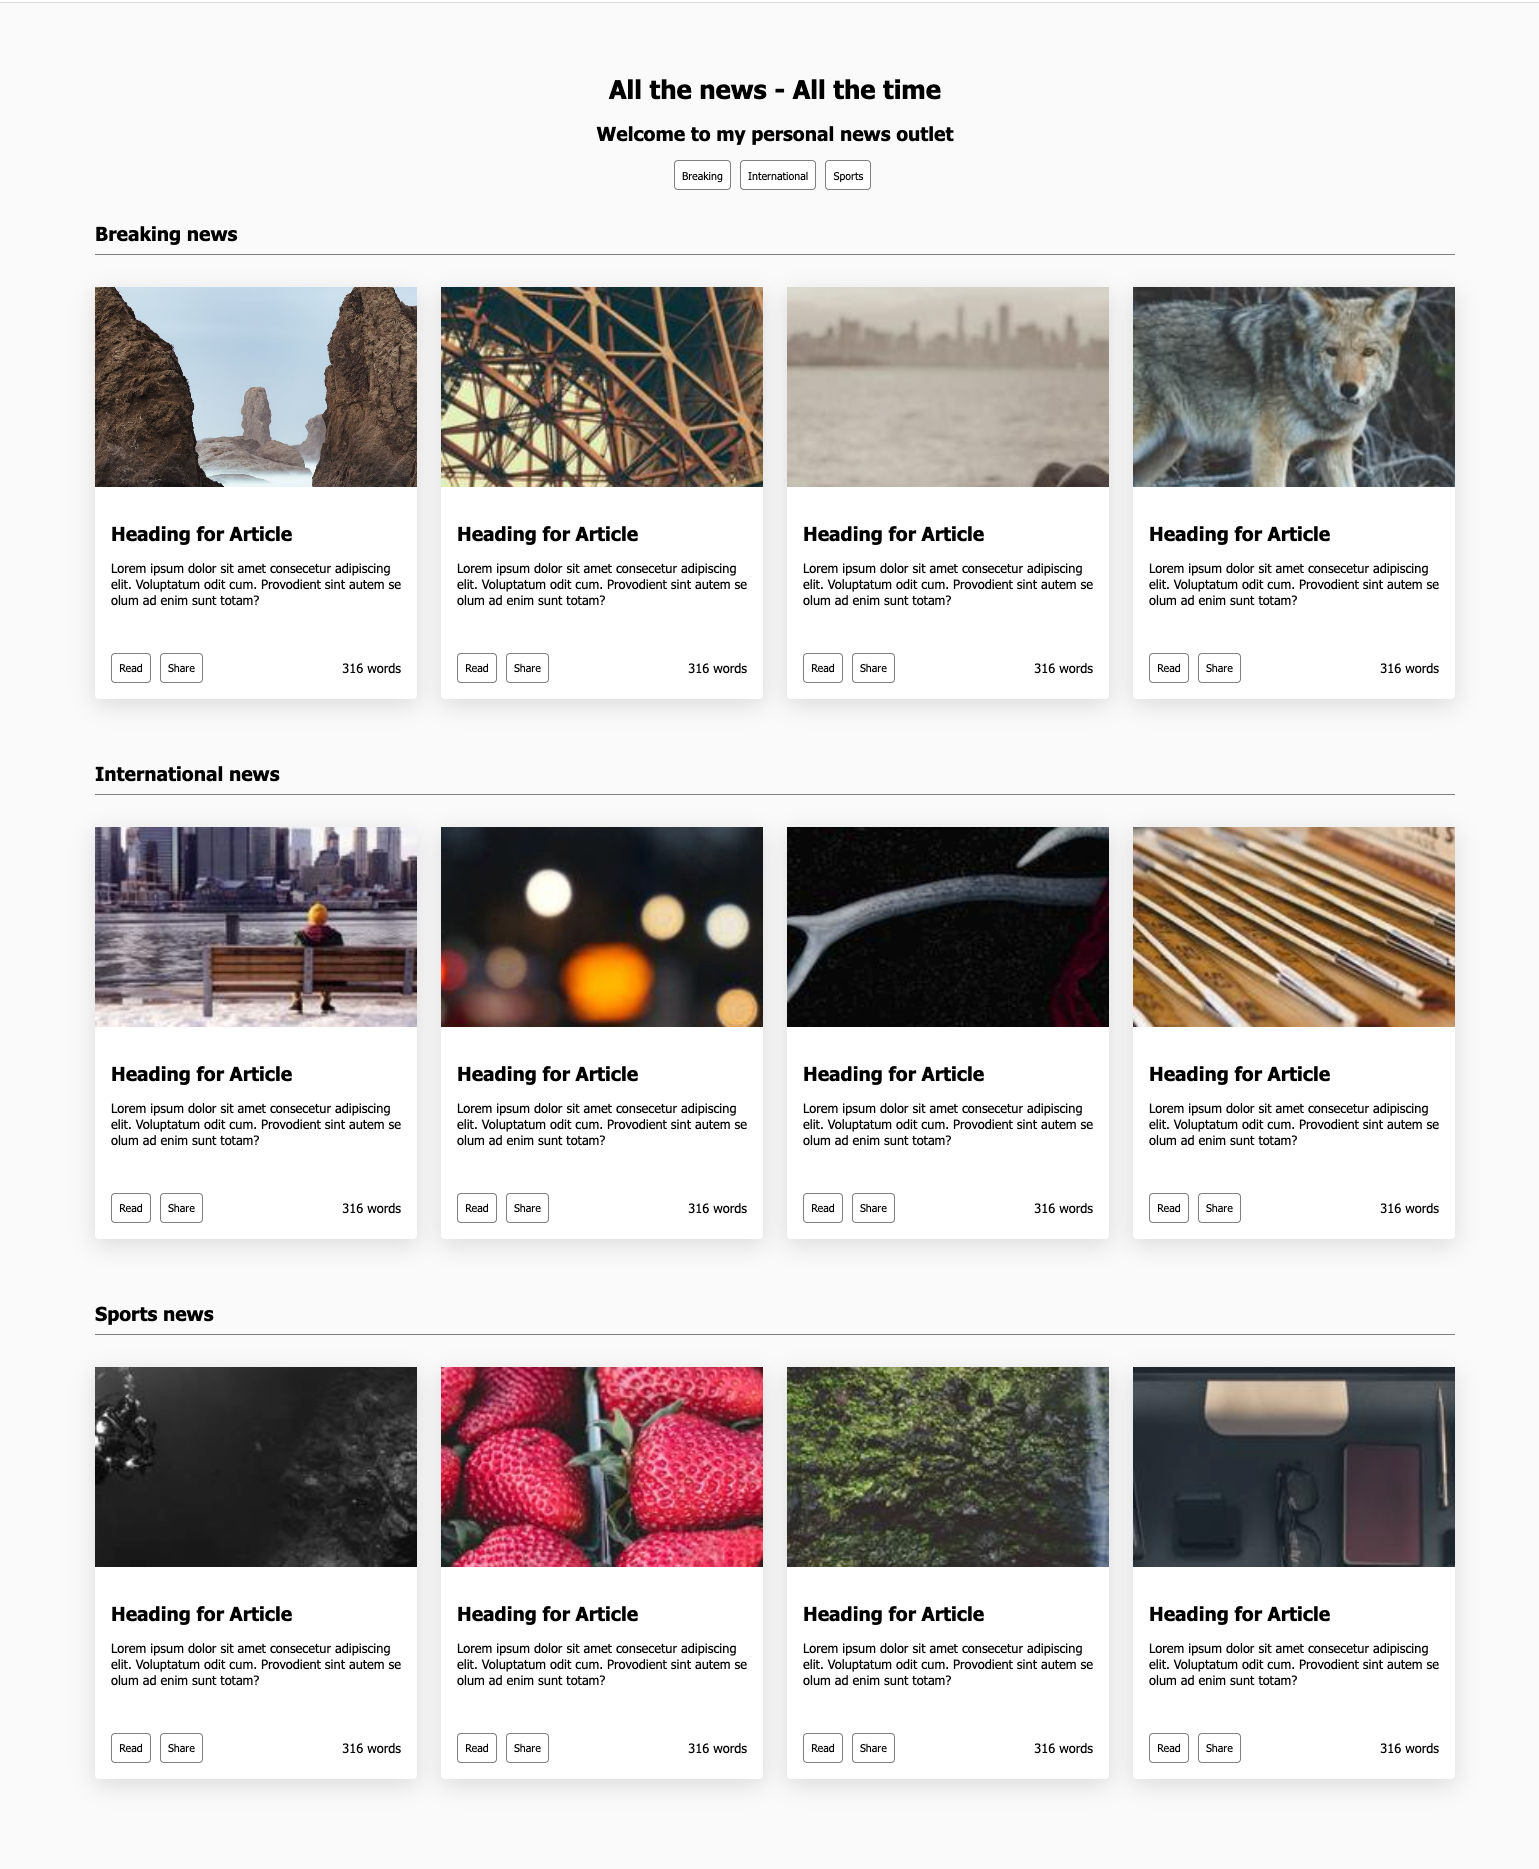 All the news - All the time
Welcome to my personal news outlet
Breaking International Sports
Breaking news
Heading for Article
Lorem ipsum dolor sit amet consecetur adipiscing
elit. Voluptatum odit cum. Provodient sint autem se
olum ad enim sunt totam?
Read Share 316 words
Heading for Article
Lorem ipsum dolor sit amet consecetur adipiscing
elit. Voluptatum odit cum. Provodient sint autem se
olum ad enim sunt totam?
Read Share 316 words
Heading for Article
Lorem ipsum dolor sit amet consecetur adipiscing
elit. Voluptatum odit cum. Provodient sint autem se
olum ad enim sunt totam?
Read Share 316 words
Heading for Article
Lorem ipsum dolor sit amet consecetur adipiscing
elit. Voluptatum odit cum. Provodient sint autem se
olum ad enim sunt totam?
Read Share 316 words
International news
Heading for Article
Lorem ipsum dolor sit amet consecetur adipiscing
elit. Voluptatum odit cum. Provodient sint autem se
olum ad enim sunt totam?
Read Share 316 words
Heading for Article
Lorem ipsum dolor sit amet consecetur adipiscing
elit. Voluptatum odit cum. Provodient sint autem se
olum ad enim sunt totam?
Read Share 316 words
Heading for Article
Lorem ipsum dolor sit amet consecetur adipiscing
elit. Voluptatum odit cum. Provodient sint autem se
olum ad enim sunt totam?
Read Share 316 words
Heading for Article
Lorem ipsum dolor sit amet consecetur adipiscing
elit. Voluptatum odit cum. Provodient sint autem se
olum ad enim sunt totam?
Read Share 316 words
Sports news
Heading for Article
Lorem ipsum dolor sit amet consecetur adipiscing
elit. Voluptatum odit cum. Provodient sint autem se
olum ad enim sunt totam?
Read Share 316 words
Heading for Article
Lorem ipsum dolor sit amet consecetur adipiscing
elit. Voluptatum odit cum. Provodient sint autem se
olum ad enim sunt totam?
Read Share 316 words
Heading for Article
Lorem ipsum dolor sit amet consecetur adipiscing
elit. Voluptatum odit cum. Provodient sint autem se
olum ad enim sunt totam?
Read Share 316 words
Heading for Article
Lorem ipsum dolor sit amet consecetur adipiscing
elit. Voluptatum odit cum. Provodient sint autem se
olum ad enim sunt totam?
Read Share 316 words